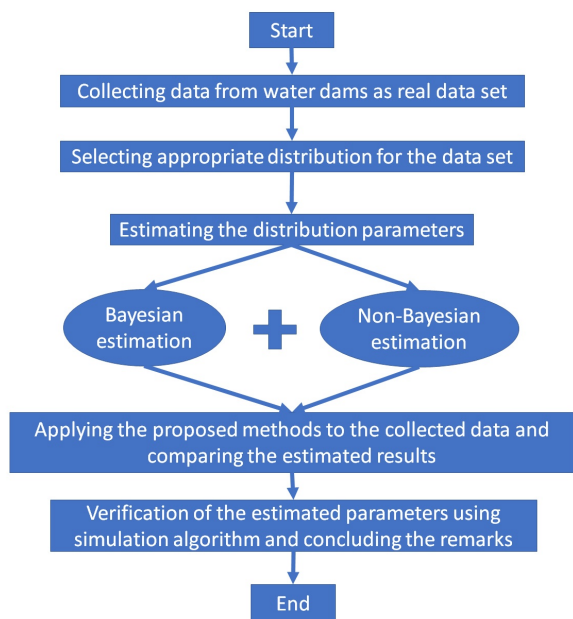 Start
Collecting data from water dams as real data set
Selecting appropriate distribution for the data set
Estimating the distribution parameters
Bayesian
estimation
Non-Bayesian
estimation
Applying the proposed methods to the collected data and
comparing the estimated results
Verification of the estimated parameters using
simulation algorithm and concluding the remarks
End